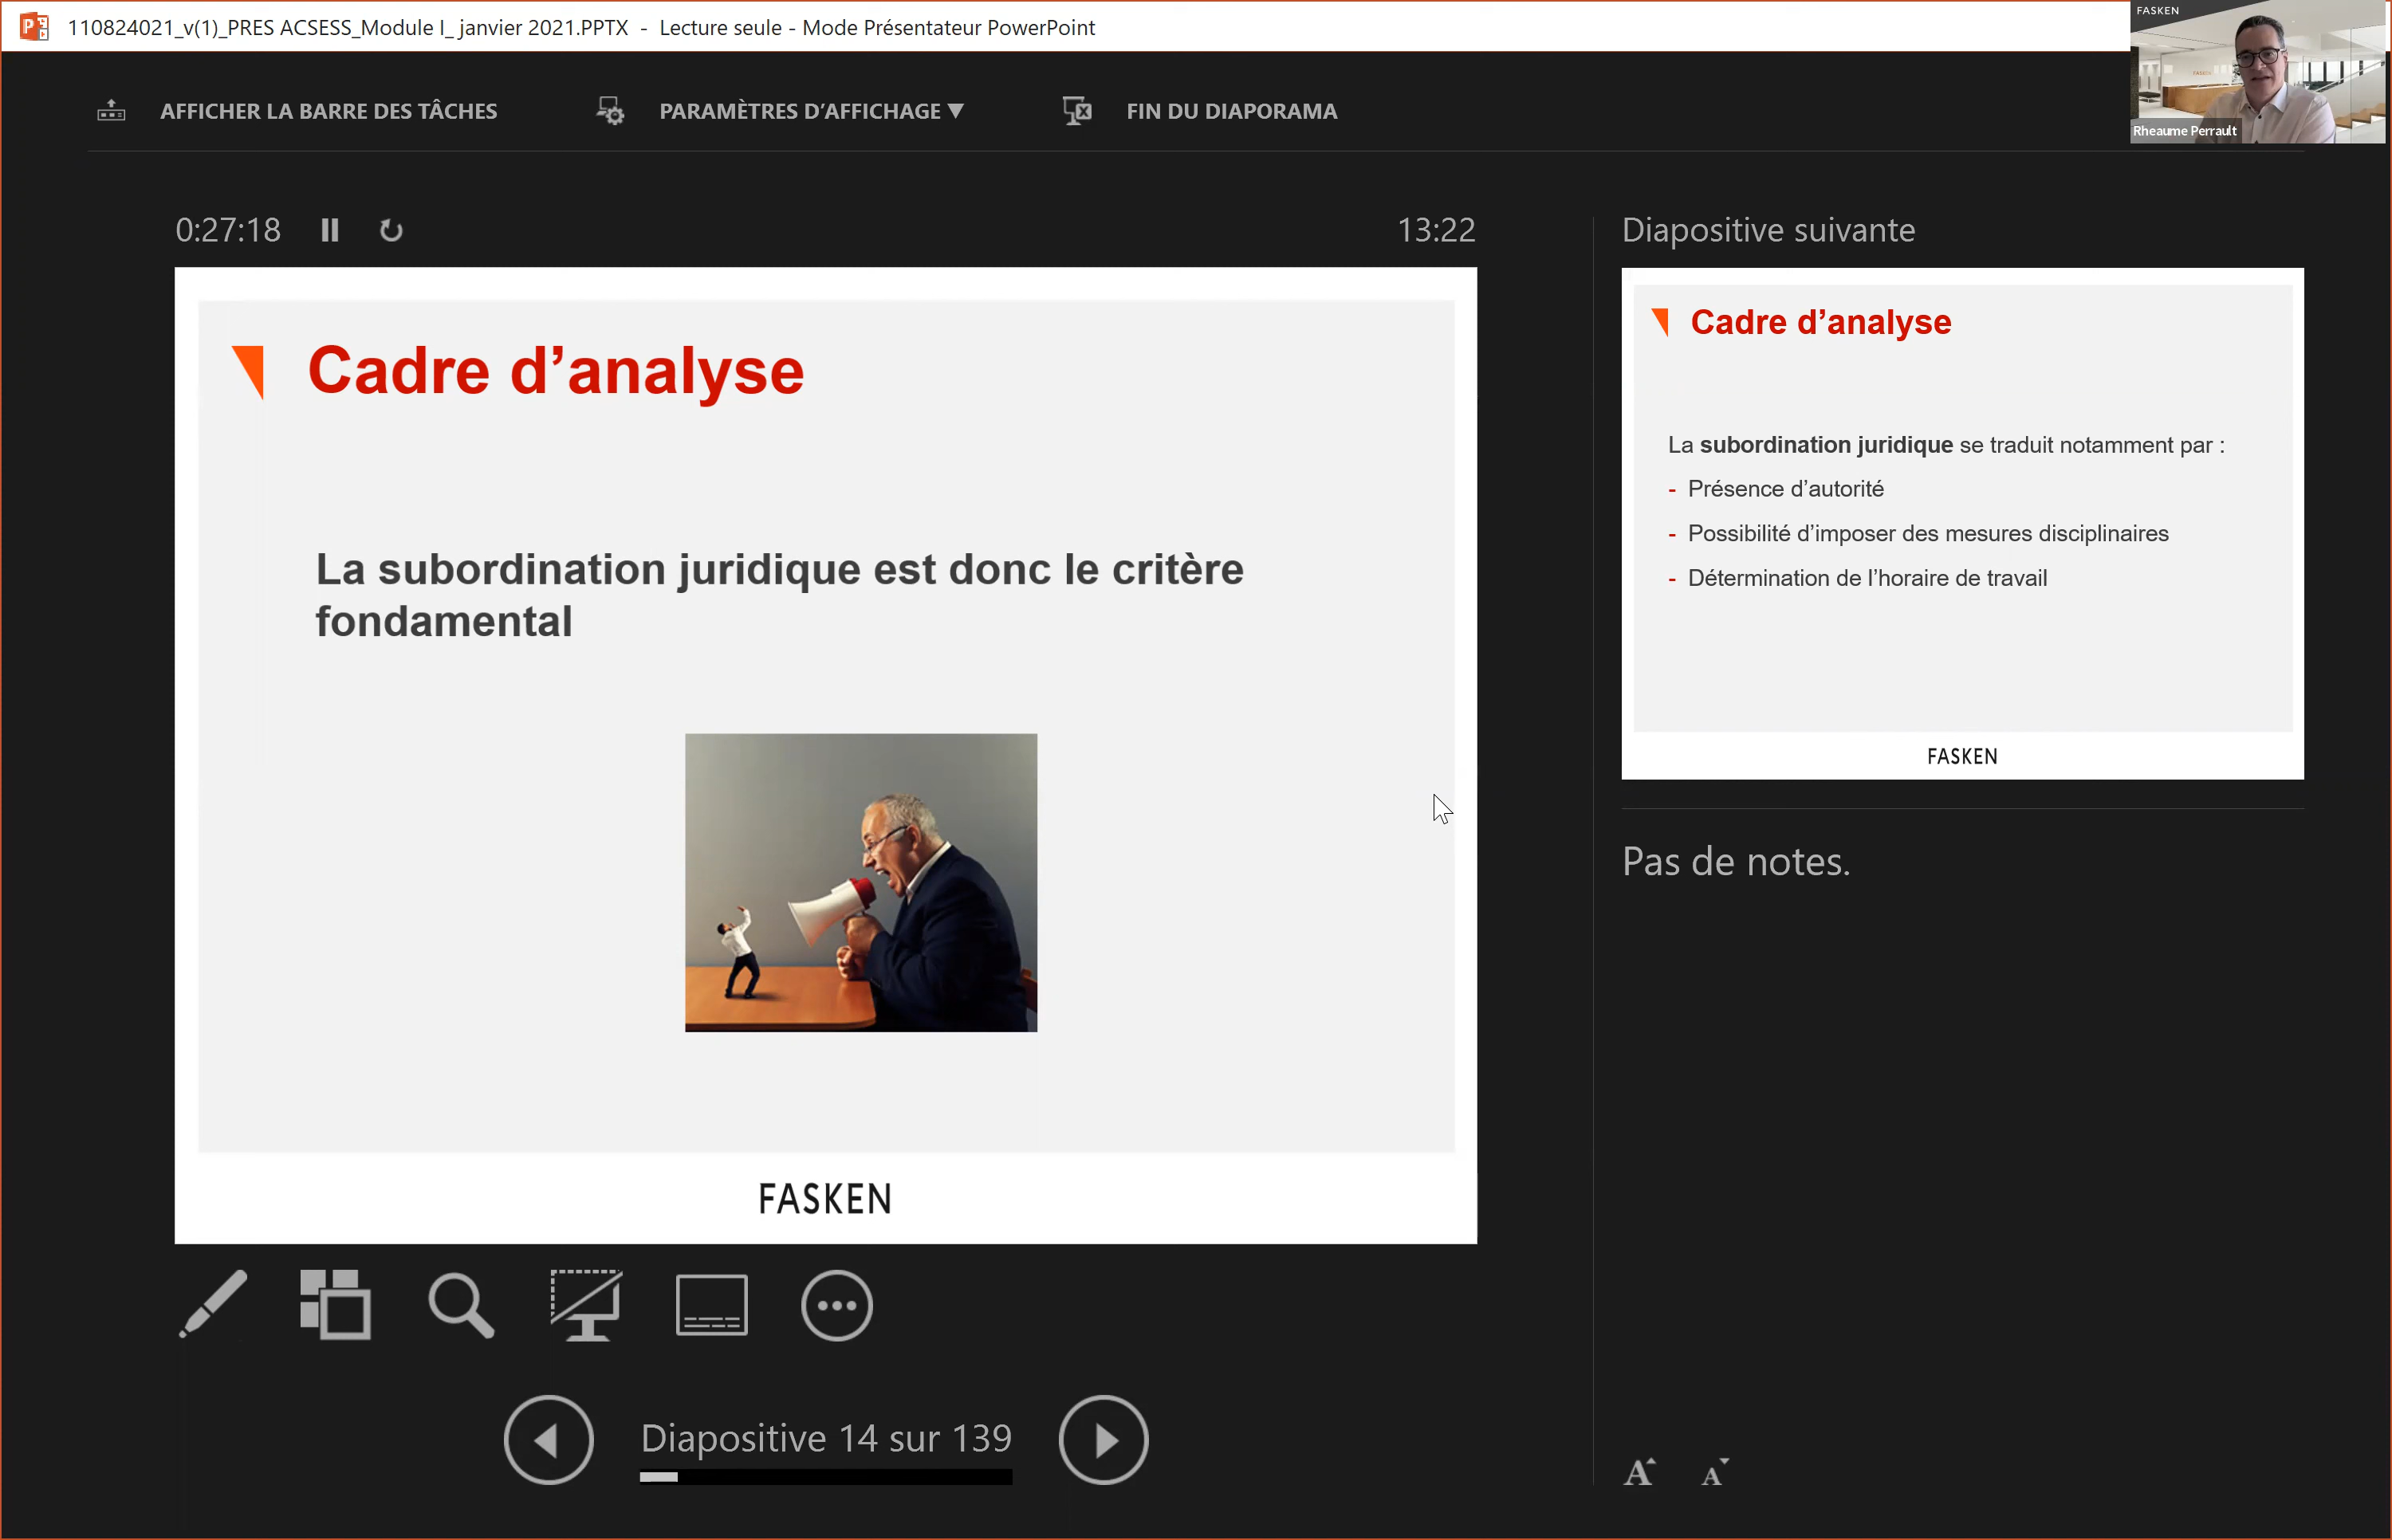 110824021_v(1)_PRES ACSESS_Module I_ janvier 2021.PPTX - Lecture seule - Mode Présentateur PowerPoint
FASKEN
Rheaume Perrault
AFFICHER LA BARRE DES TÂCHES
PARAMÈTRES D’AFFICHAGE
FIN DU DIAPORAMA
0:27:18
13:22
Cadre d’analyse
La subordination juridique est donc le critère
fondamental
FASKEN
Diapositive 14 sur 139
Diapositive suivante
Cadre d’analyse
La subordination juridique se traduit notamment par :
- Présence d’autorité
- Possibilité d’imposer des mesures disciplinaires
- Détermination de l’horaire de travail
FASKEN
Pas de notes.
A A